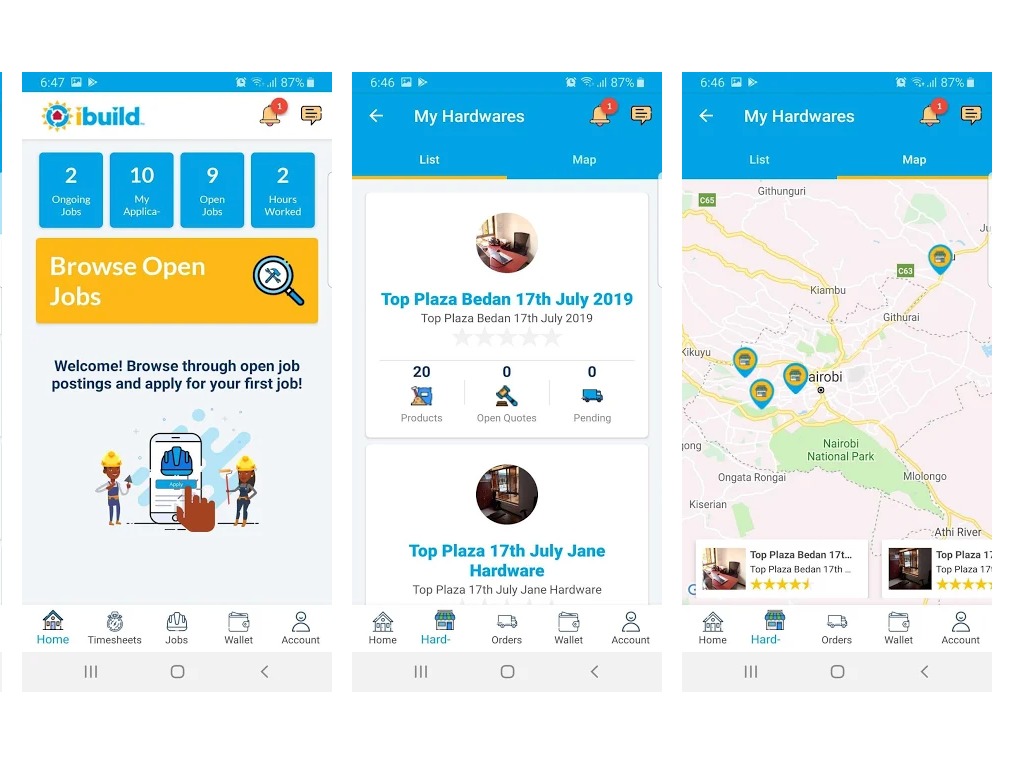 6:47
87%
ibuild
1
2
Ongoing
Jobs
10
My
Applica-
9
Open
Jobs
2
Hours
Worked
Browse Open
Jobs
Welcome! Browse through open job
postings and apply for your first job!
Apply
Home
Timesheets
Jobs
Wallet
Account
6:46
87%
My Hardwares
1
List
Map
Top Plaza Bedan 17th July 2019
Top Plaza Bedan 17th July 2019
20
0
0
Products
Open Quotes
Pending
Top Plaza 17th July Jane
Hardware
Top Plaza 17th July Jane Hardware
Home
Hard-
Orders
Wallet
Account
6:46
87%
My Hardwares
1
List
Map
Githunguri
C65
Ju
C63
Kiambu
Githurai
Kikuyu
airobi
gong
Nairobi
National Park
Ongata Rongai
Mlolongo
Kiserian
Athi River
Top Plaza Bedan 17t...
Top Plaza Bedan 17th ...
Top Plaza 17
Top Plaza 17
G
Home
Hard-
Orders
Wallet
Account